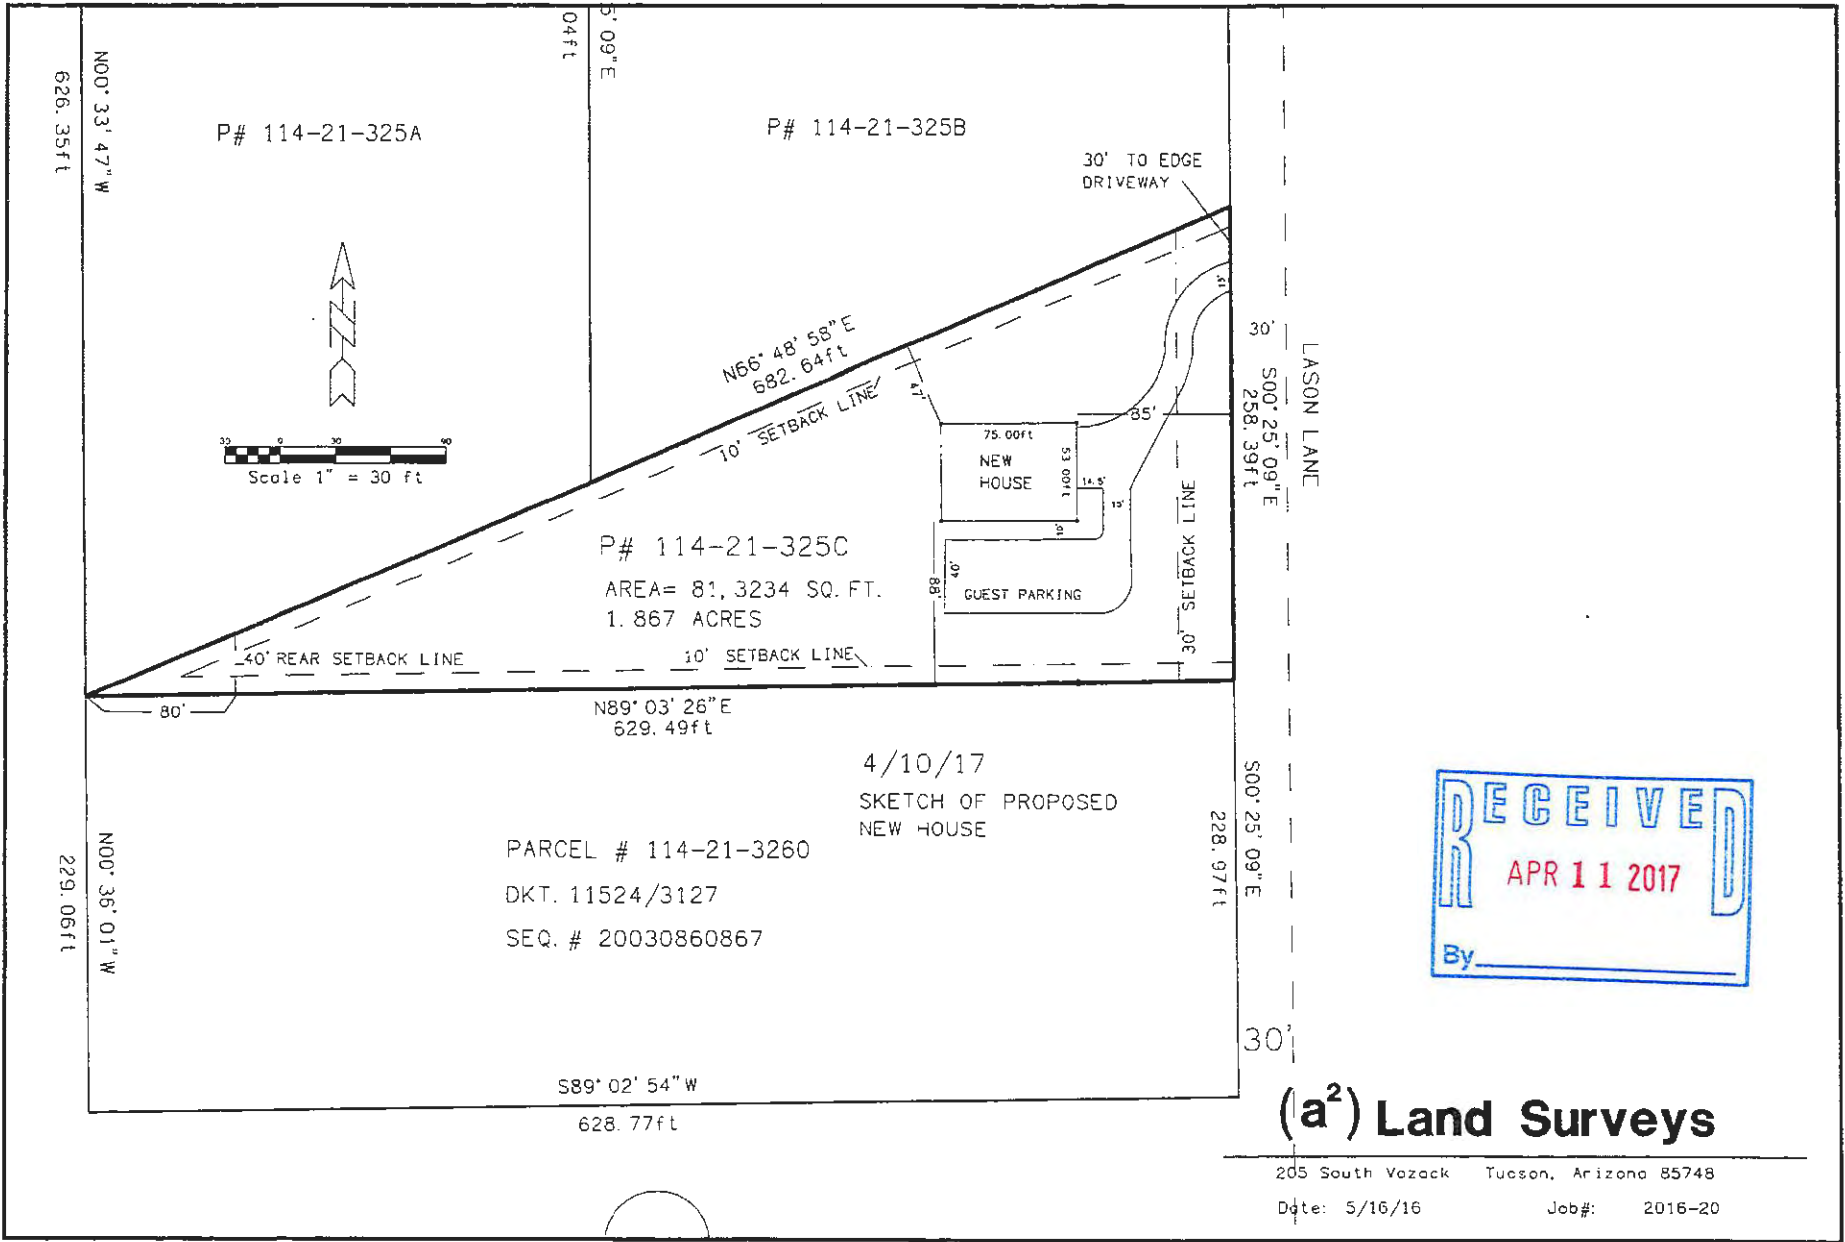 04ft
5' 09" E
N00° 33' 47" W
626. 35ft
P# 114-21-325A
P# 114-21-325B
30' TO EDGE
DRIVEWAY
15'
N66° 48' 58" E
682. 64ft
10' SETBACK LINE
47'
85'
30'
LASON LANE
S00° 25' 09" E
258. 39ft
30 0 30 90
Scale 1" = 30 ft
75. 00ft
NEW
HOUSE
53. 00ft
14. 5'
15'
10'
P# 114-21-325C
AREA= 81, 3234 SQ. FT.
1. 867 ACRES
88'
40'
GUEST PARKING
30' SETBACK LINE
40' REAR SETBACK LINE
10' SETBACK LINE
80'
N89° 03' 26" E
629. 49ft
4/10/17
SKETCH OF PROPOSED
NEW HOUSE
PARCEL # 114-21-3260
DKT. 11524/3127
SEQ. # 20030860867
N00° 36' 01" W
229. 06ft
S00° 25' 09" E
228. 97ft
RECEIVED
APR 11 2017
By
30'
S89° 02' 54" W
628. 77ft
(a²) Land Surveys
205 South Vozack Tucson, Arizona 85748
Date: 5/16/16 Job#: 2016-20